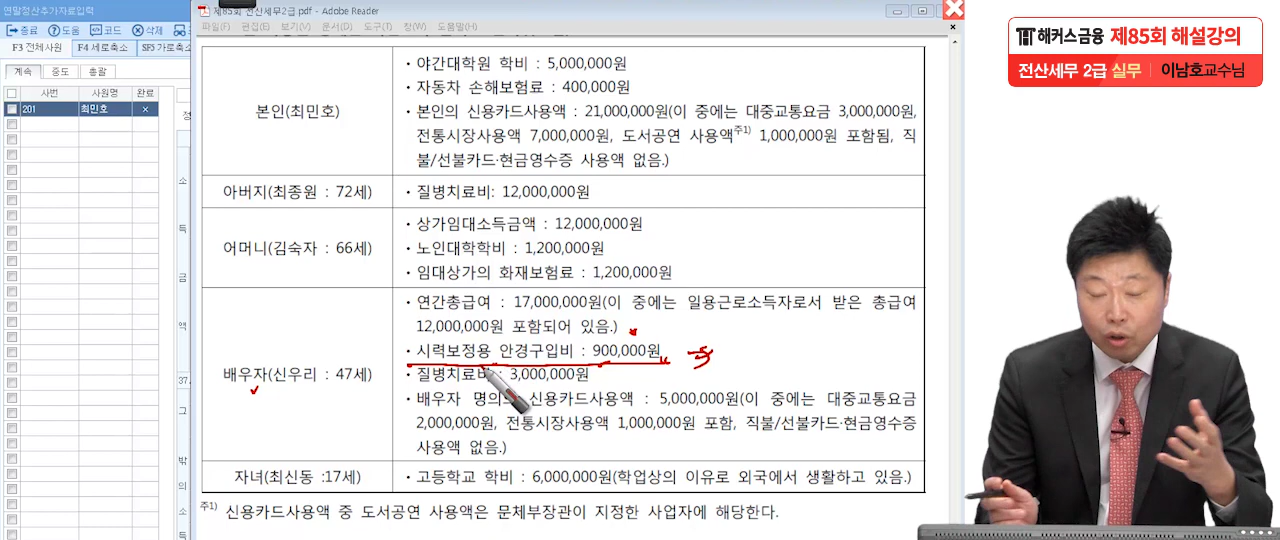 연말정산추가자료입력
제85회 전산세무2급.pdf - Adobe Reader
파일(F) 편집(E) 보기(V) 문서(D) 도구(T) 창(W) 도움말(H)
종료 도움 코드 삭제
F3 전체사원 F4 세로축소 SF5 가로축소
계속 중도 총괄
사번 사원명 완료
201 최민호 ×
정
소
득
금
액
37,
그
밖
의
소
득
본인(최민호)
• 야간대학원 학비 : 5,000,000원
• 자동차 손해보험료 : 400,000원
• 본인의 신용카드사용액 : 21,000,000원(이 중에는 대중교통요금 3,000,000원,
전통시장사용액 7,000,000원, 도서공연 사용액주1) 1,000,000원 포함됨, 직
불/선불카드·현금영수증 사용액 없음.)
아버지(최종원 : 72세)
• 질병치료비: 12,000,000원
어머니(김숙자 : 66세)
• 상가임대소득금액 : 12,000,000원
• 노인대학학비 : 1,200,000원
• 임대상가의 화재보험료 : 1,200,000원
배우자(신우리 : 47세)
• 연간총급여 : 17,000,000원(이 중에는 일용근로소득자로서 받은 총급여
12,000,000원 포함되어 있음.)
• 시력보정용 안경구입비 : 900,000원
• 질병치료비 : 3,000,000원
• 배우자 명의의 신용카드사용액 : 5,000,000원(이 중에는 대중교통요금
2,000,000원, 전통시장사용액 1,000,000원 포함, 직불/선불카드·현금영수증
사용액 없음.)
자녀(최신동 :17세)
• 고등학교 학비 : 6,000,000원(학업상의 이유로 외국에서 생활하고 있음.)
주1) 신용카드사용액 중 도서공연 사용액은 문체부장관이 지정한 사업자에 해당한다.
해커스금융 제85회 해설강의
전산세무 2급 실무 | 이남호교수님